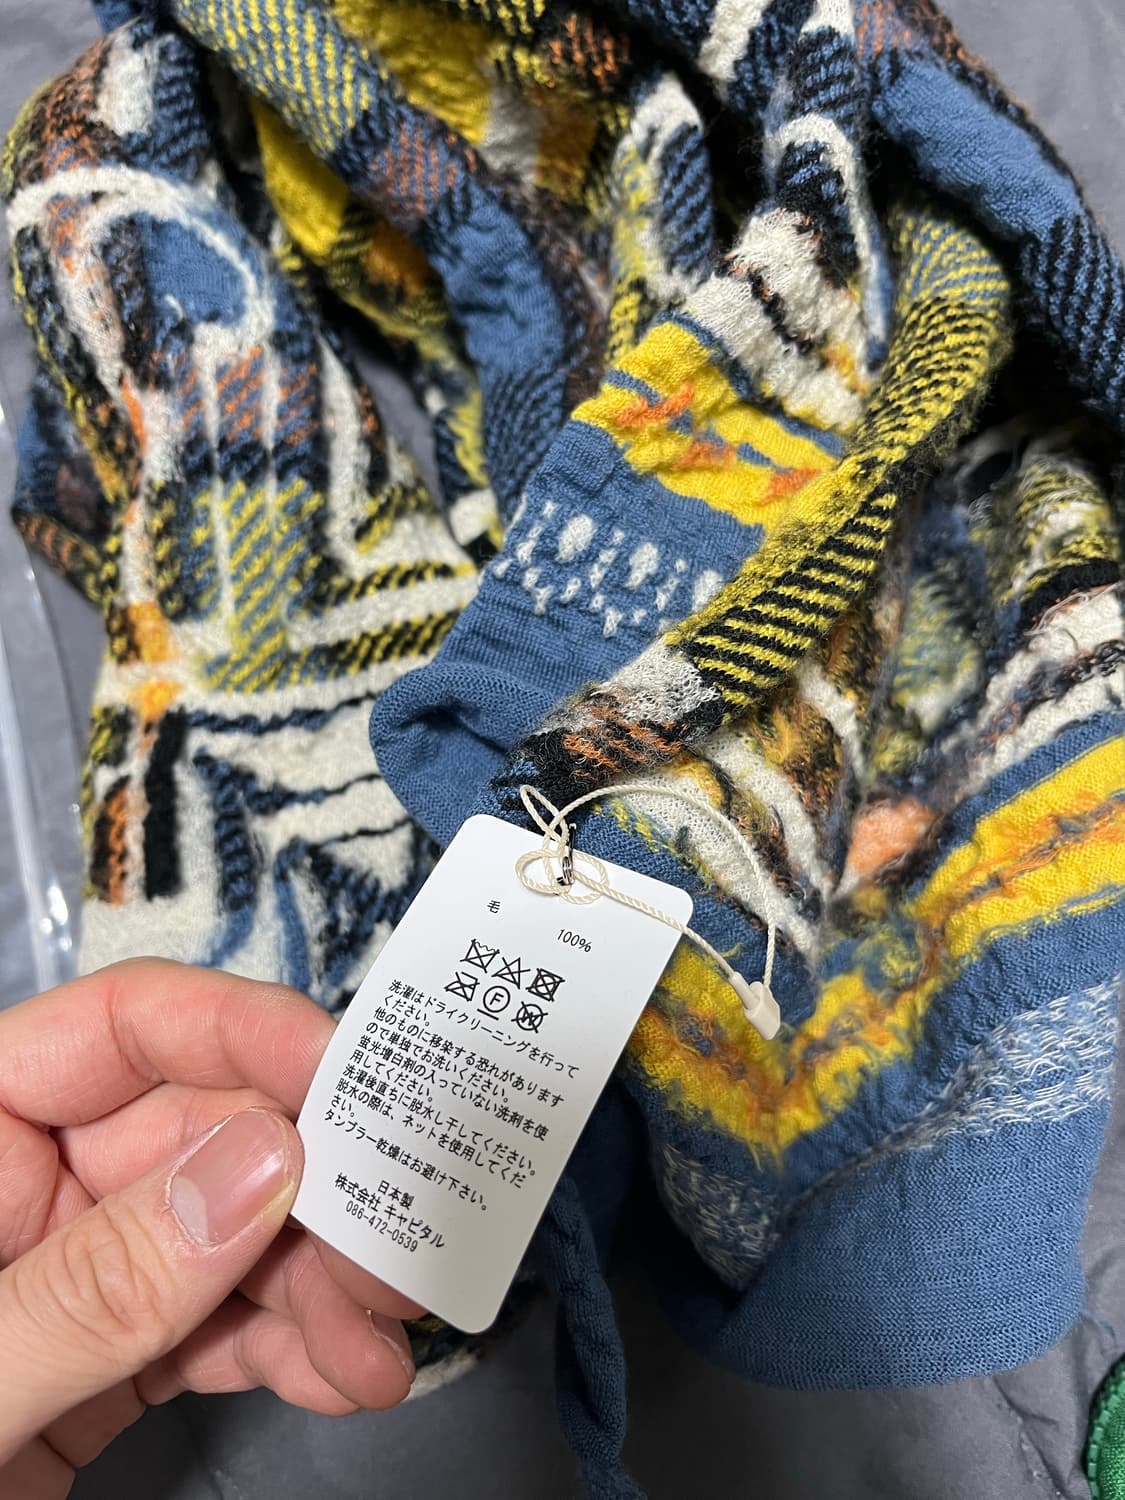 毛
100%
F
W
洗濯はドライクリーニングを行って
ください。
他のものに移染する恐れがあります
ので単独でお洗いください。
蛍光増白剤の入っていない洗剤を使
用してください。
洗濯後直ちに脱水し干してください。
脱水の際は、ネットを使用してくだ
さい。
タンブラー乾燥はお避け下さい。
日本製
株式会社 キャピタル
086-472-0539